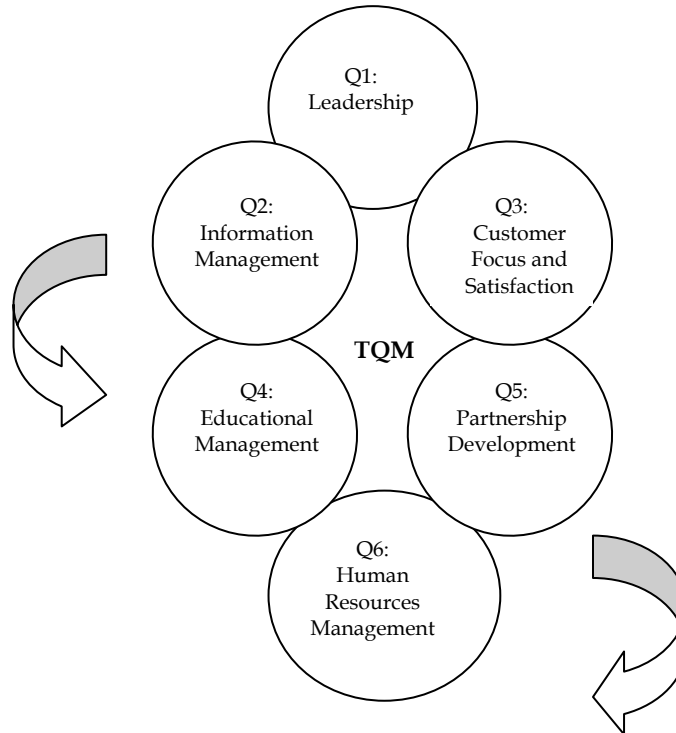 Q1:
Leadership
Q2:
Information
Management
Q3:
Customer
Focus and
Satisfaction
TQM
Q4:
Educational
Management
Q5:
Partnership
Development
Q6:
Human
Resources
Management